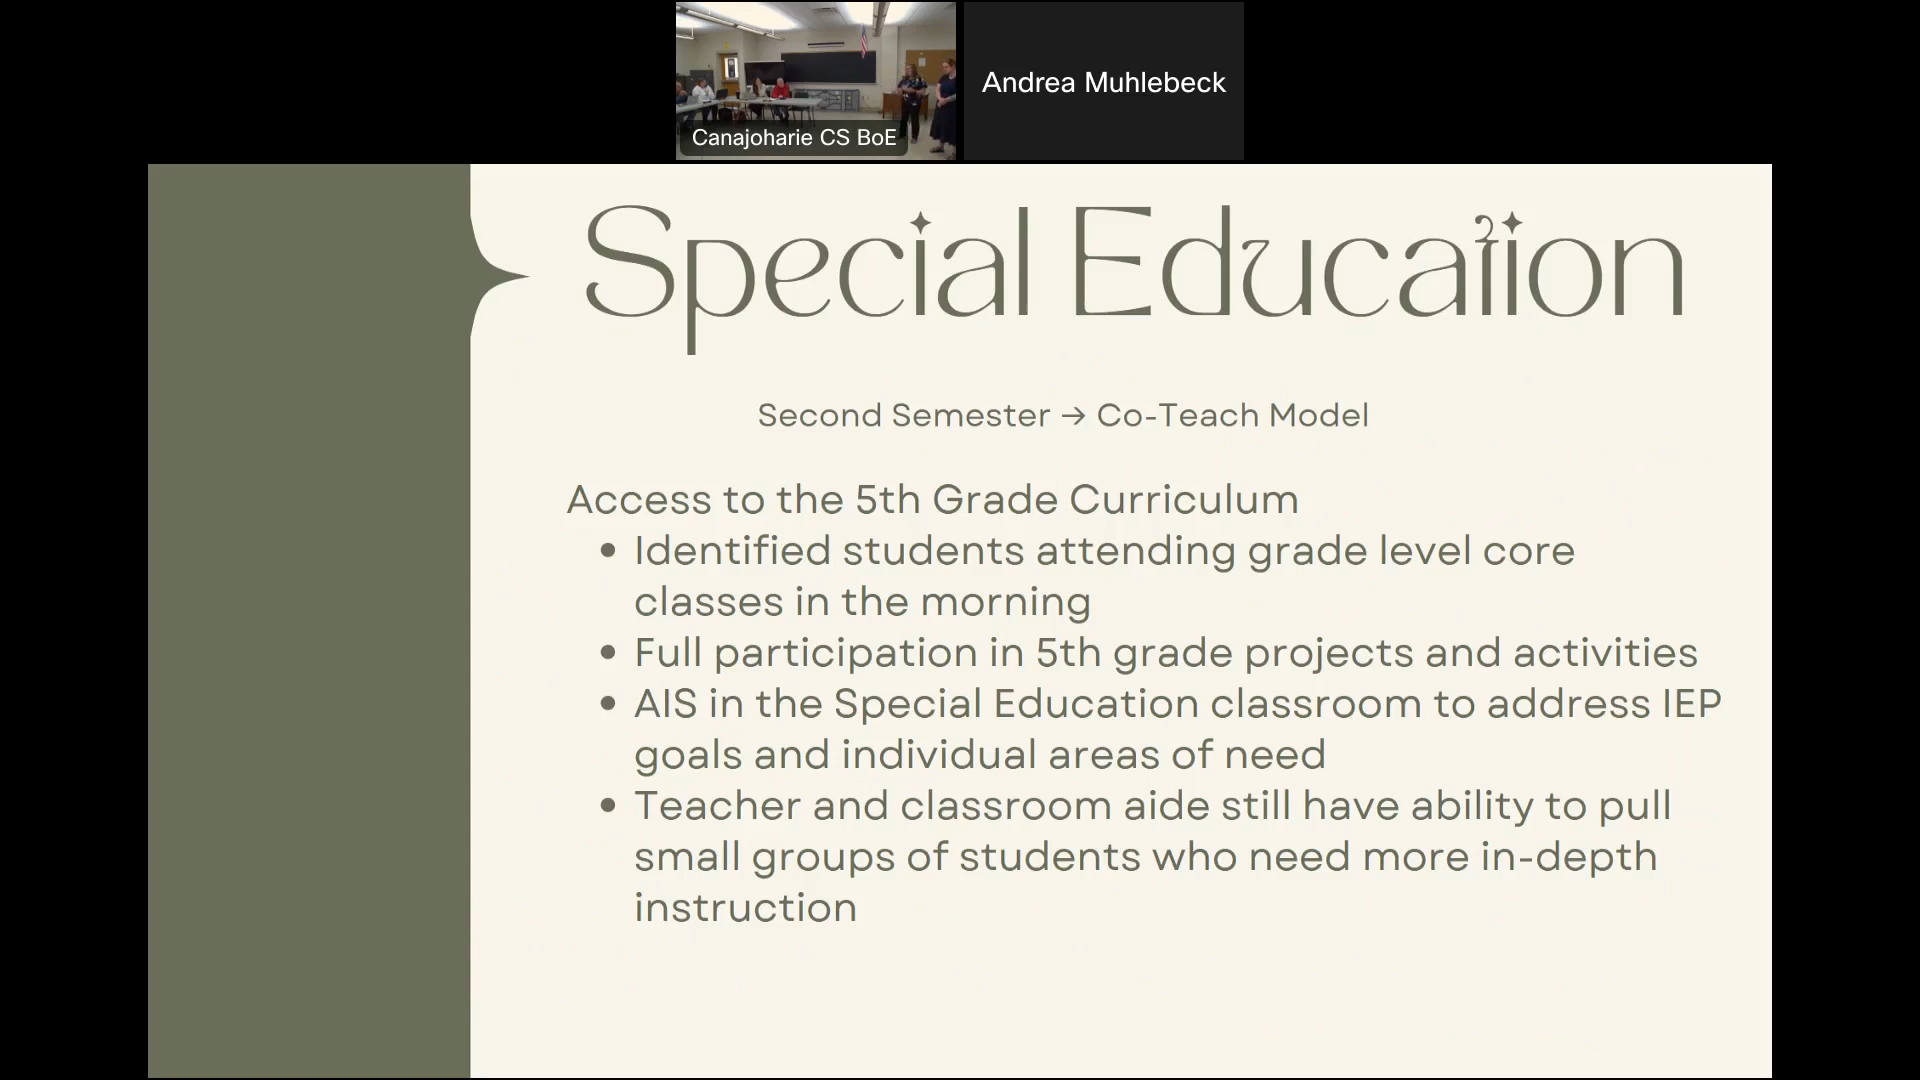 Canajoharie CS BoE
Andrea Muhlebeck
Special Education
Second Semester → Co-Teach Model
Access to the 5th Grade Curriculum
• Identified students attending grade level core
classes in the morning
• Full participation in 5th grade projects and activities
• AIS in the Special Education classroom to address IEP
goals and individual areas of need
• Teacher and classroom aide still have ability to pull
small groups of students who need more in-depth
instruction